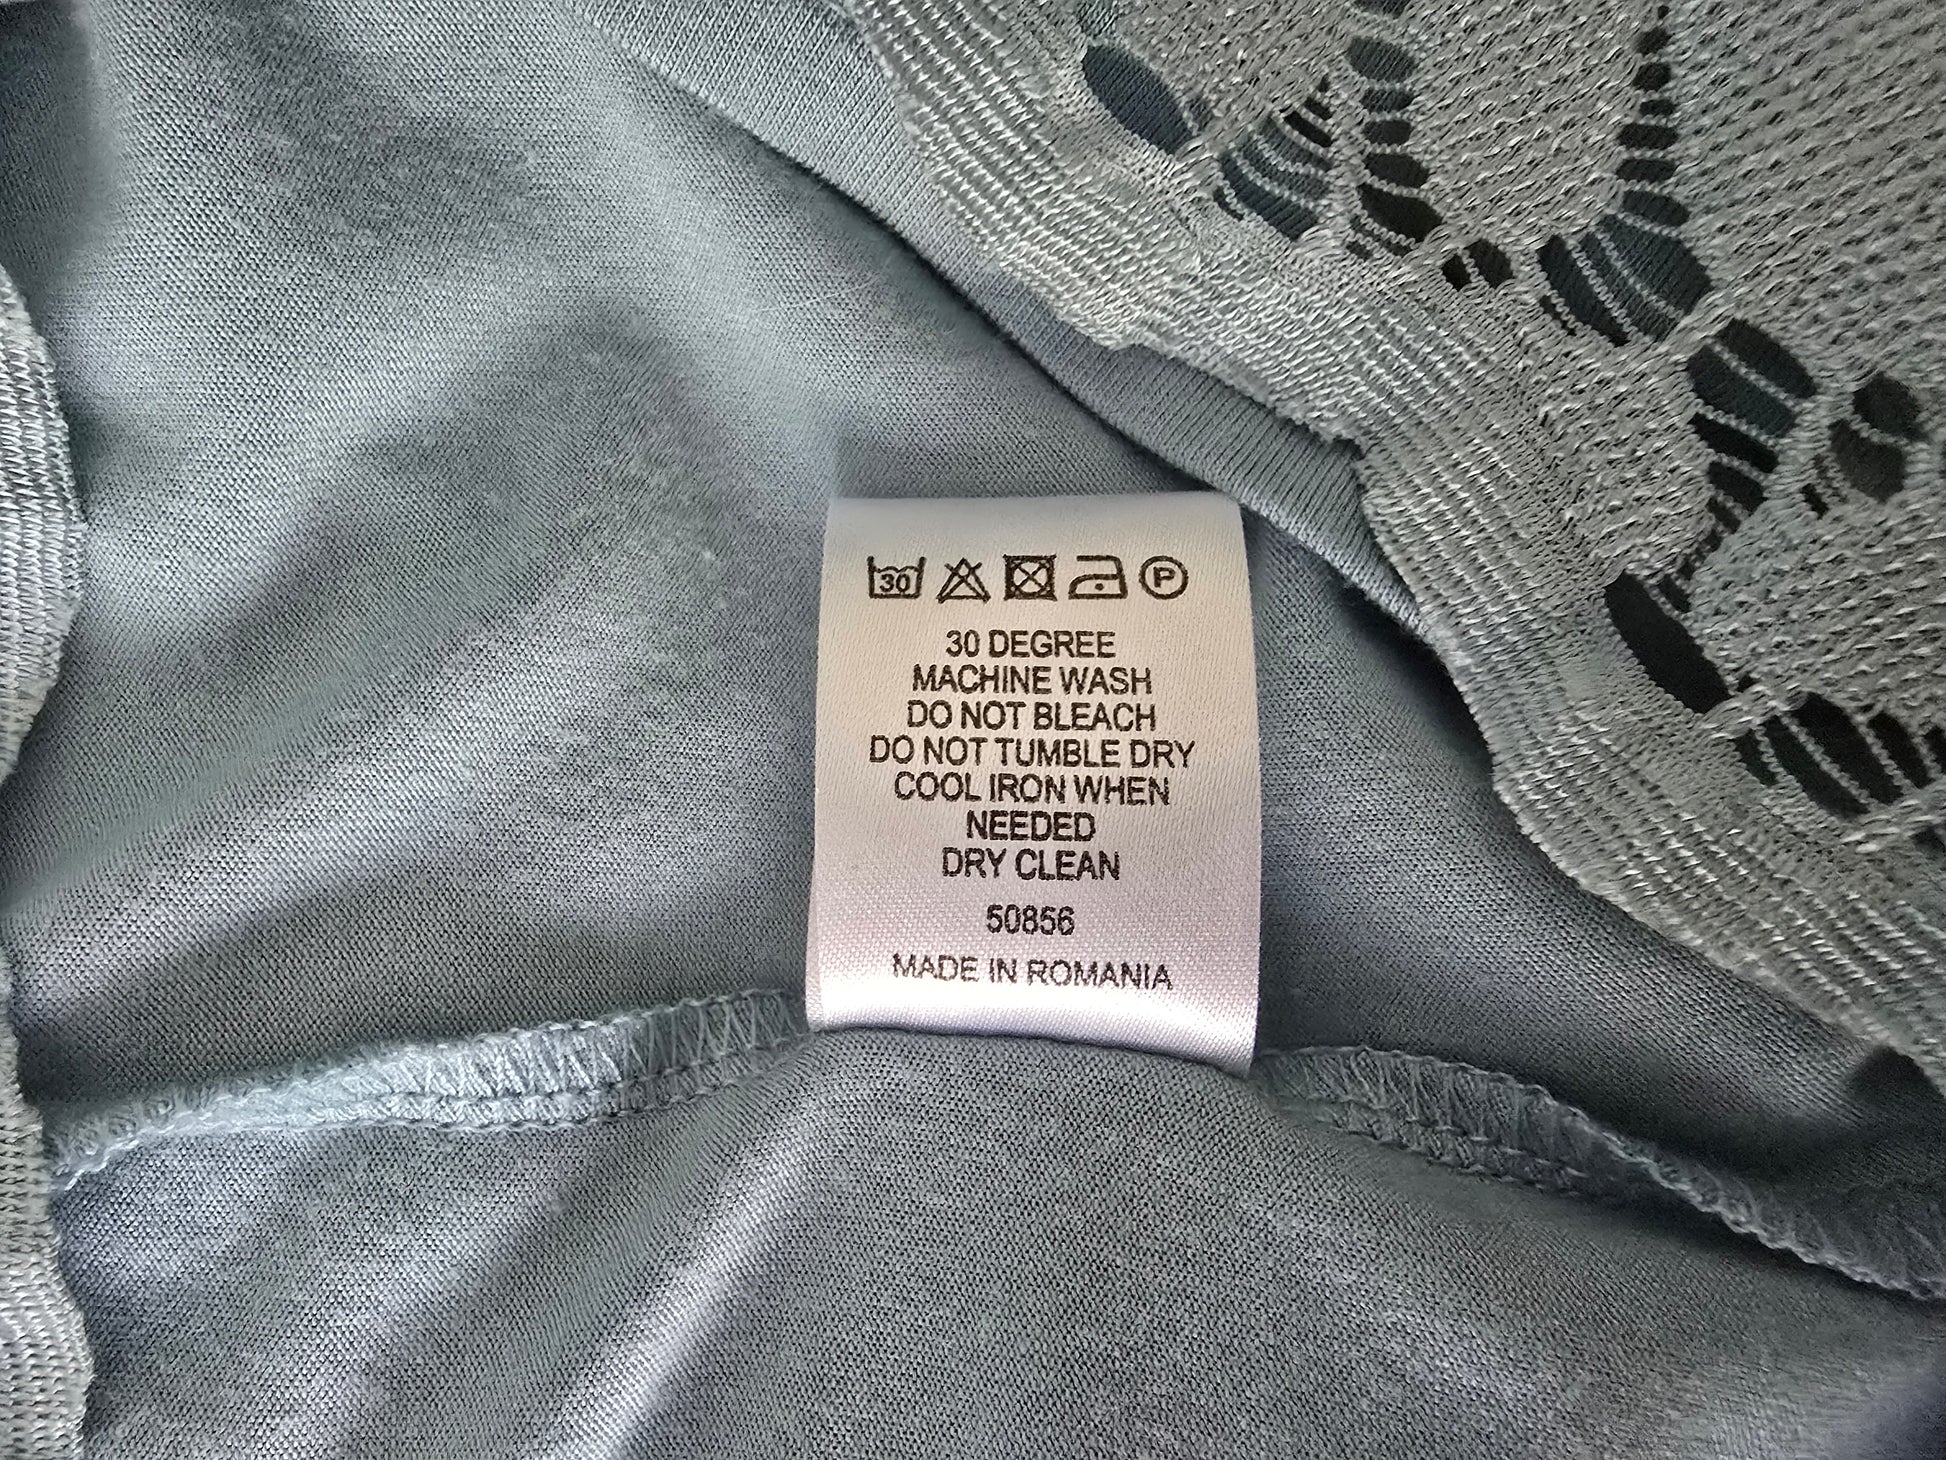 30 P
30 DEGREE
MACHINE WASH
DO NOT BLEACH
DO NOT TUMBLE DRY
COOL IRON WHEN
NEEDED
DRY CLEAN
50856
MADE IN ROMANIA